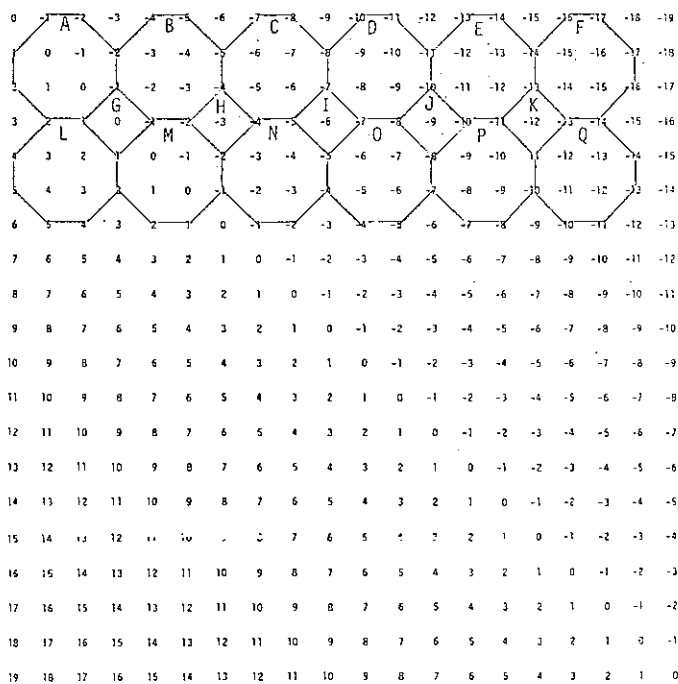 0 -1 -2 -3 -4 -5 -6 -7 -8 -9 -10 -11 -12 -13 -14 -15 -16 -17 -18 -19
A B C D E F
1 0 -1 -2 -3 -4 -5 -6 -7 -8 -9 -10 -11 -12 -13 -14 -15 -16 -17 -18
2 1 0 -1 -2 -3 -4 -5 -6 -7 -8 -9 -10 -11 -12 -13 -14 -15 -16 -17
G H I J K
3 2 1 0 -1 -2 -3 -4 -5 -6 -7 -8 -9 -10 -11 -12 -13 -14 -15 -16
L M N O P Q
4 3 2 1 0 -1 -2 -3 -4 -5 -6 -7 -8 -9 -10 -11 -12 -13 -14 -15
5 4 3 2 1 0 -1 -2 -3 -4 -5 -6 -7 -8 -9 -10 -11 -12 -13 -14
6 5 4 3 2 1 0 -1 -2 -3 -4 -5 -6 -7 -8 -9 -10 -11 -12 -13
7 6 5 4 3 2 1 0 -1 -2 -3 -4 -5 -6 -7 -8 -9 -10 -11 -12
8 7 6 5 4 3 2 1 0 -1 -2 -3 -4 -5 -6 -7 -8 -9 -10 -11
9 8 7 6 5 4 3 2 1 0 -1 -2 -3 -4 -5 -6 -7 -8 -9 -10
10 9 8 7 6 5 4 3 2 1 0 -1 -2 -3 -4 -5 -6 -7 -8 -9
11 10 9 8 7 6 5 4 3 2 1 0 -1 -2 -3 -4 -5 -6 -7 -8
12 11 10 9 8 7 6 5 4 3 2 1 0 -1 -2 -3 -4 -5 -6 -7
13 12 11 10 9 8 7 6 5 4 3 2 1 0 -1 -2 -3 -4 -5 -6
14 13 12 11 10 9 8 7 6 5 4 3 2 1 0 -1 -2 -3 -4 -5
15 14 13 12 11 10 7 6 5 2 1 0 -1 -2 -3 -4
16 15 14 13 12 11 10 9 8 7 6 5 4 3 2 1 0 -1 -2 -3
17 16 15 14 13 12 11 10 9 8 7 6 5 4 3 2 1 0 -1 -2
18 17 16 15 14 13 12 11 10 9 8 7 6 5 4 3 2 1 0 -1
19 18 17 16 15 14 13 12 11 10 9 8 7 6 5 4 3 2 1 0